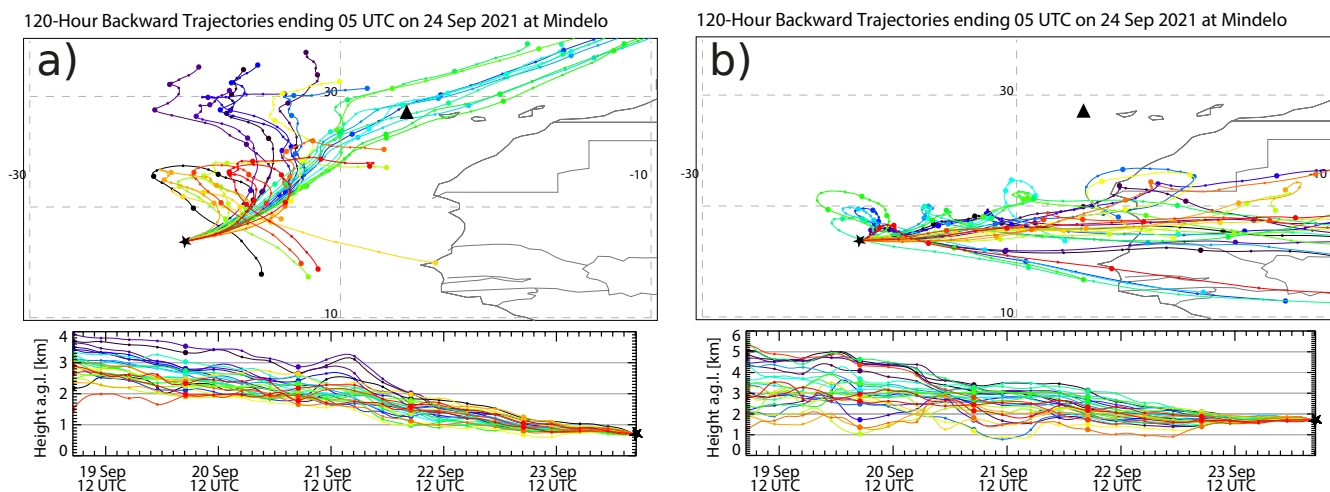 120-Hour Backward Trajectories ending 05 UTC on 24 Sep 2021 at Mindelo
a)
30
-30
-10
10
4
3
2
1
0
Height a.g.l. [km]
19 Sep 20 Sep 21 Sep 22 Sep 23 Sep
12 UTC 12 UTC 12 UTC 12 UTC 12 UTC
120-Hour Backward Trajectories ending 05 UTC on 24 Sep 2021 at Mindelo
b)
30
-30
-10
10
6
5
4
3
2
1
0
Height a.g.l. [km]
19 Sep 20 Sep 21 Sep 22 Sep 23 Sep
12 UTC 12 UTC 12 UTC 12 UTC 12 UTC